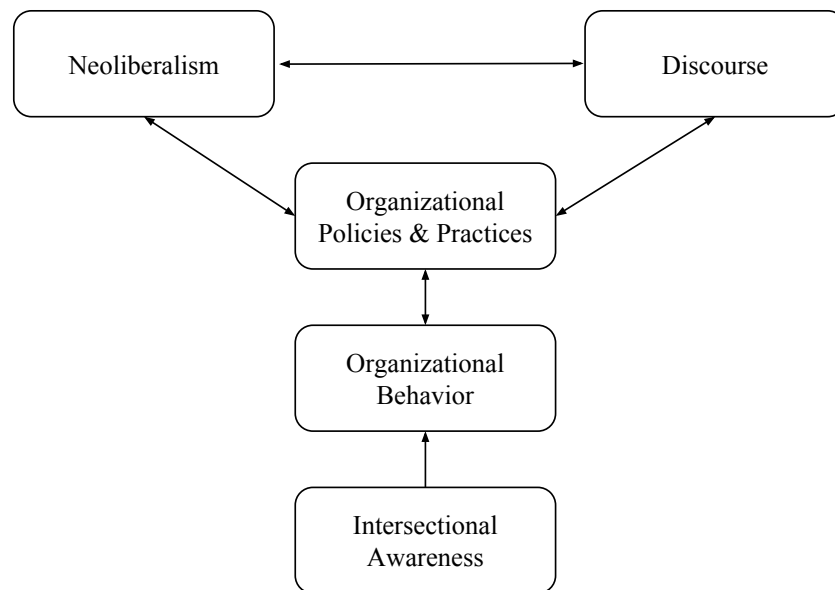 Neoliberalism
Discourse
Organizational
Policies & Practices
Organizational
Behavior
Intersectional
Awareness